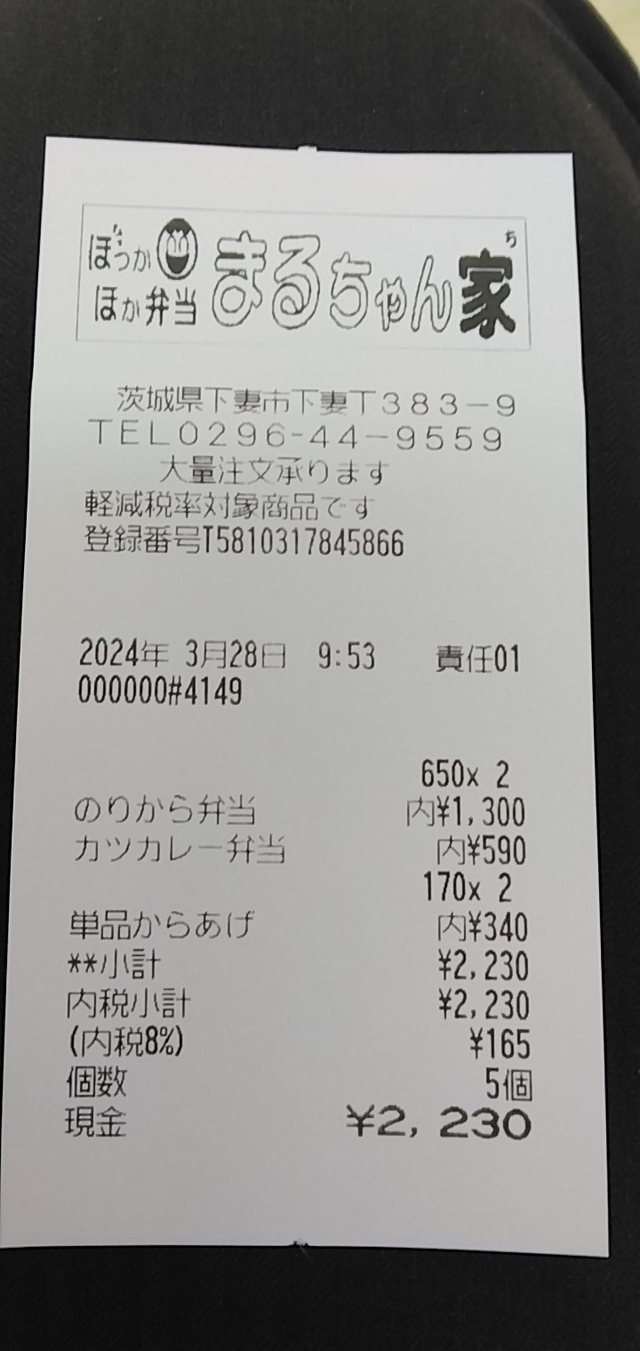 ぽっか
ほか弁当
まるちゃん家
ち
茨城県下妻市下妻丁383-9
TEL0296-44-9559
大量注文承ります
軽減税率対象商品です
登録番号T5810317845866
2024年 3月28日 9:53 責任01
000000#4149
650x 2
のりから弁当 内¥1,300
カツカレー弁当 内¥590
170x 2
単品からあげ 内¥340
**小計 ¥2,230
内税小計 ¥2,230
(内税8%) ¥165
個数 5個
現金 ¥2,230